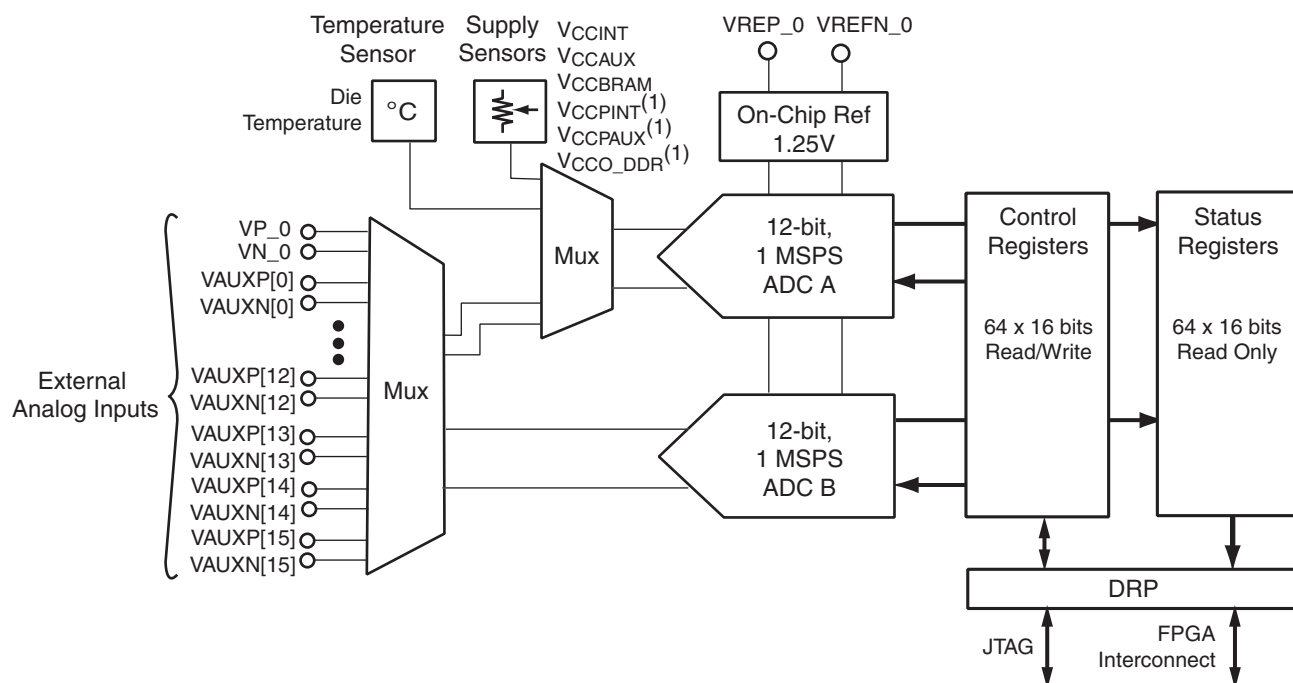 Temperature
Sensor
Supply
Sensors
VCCINT
VCCAUX
VCCBRAM
VCCPINT(1)
VCCPAUX(1)
VCCO_DDR(1)
VREP_0
VREFN_0
Die
Temperature
°C
On-Chip Ref
1.25V
External
Analog Inputs
VP_0
VN_0
VAUXP[0]
VAUXN[0]
VAUXP[12]
VAUXN[12]
VAUXP[13]
VAUXN[13]
VAUXP[14]
VAUXN[14]
VAUXP[15]
VAUXN[15]
Mux
Mux
12-bit,
1 MSPS
ADC A
12-bit,
1 MSPS
ADC B
Control
Registers
64 x 16 bits
Read/Write
Status
Registers
64 x 16 bits
Read Only
DRP
JTAG
FPGA
Interconnect